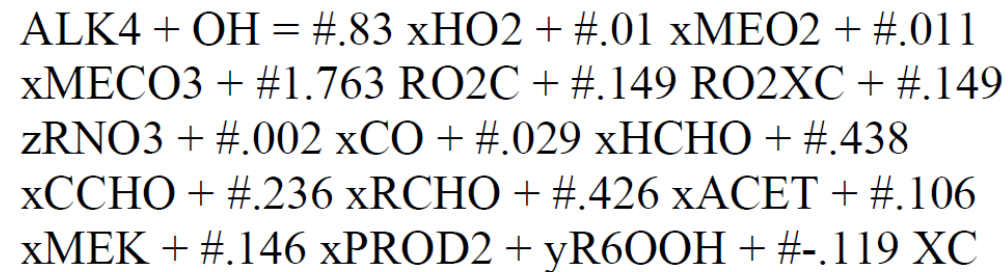 ALK4 + OH = #.83 xHO2 + #.01 xMEO2 + #.011
xMECO3 + #1.763 RO2C + #.149 RO2XC + #.149
zRNO3 + #.002 xCO + #.029 xHCHO + #.438
xCCHO + #.236 xRCHO + #.426 xACET + #.106
xMEK + #.146 xPROD2 + yR6OOH + #-.119 XC